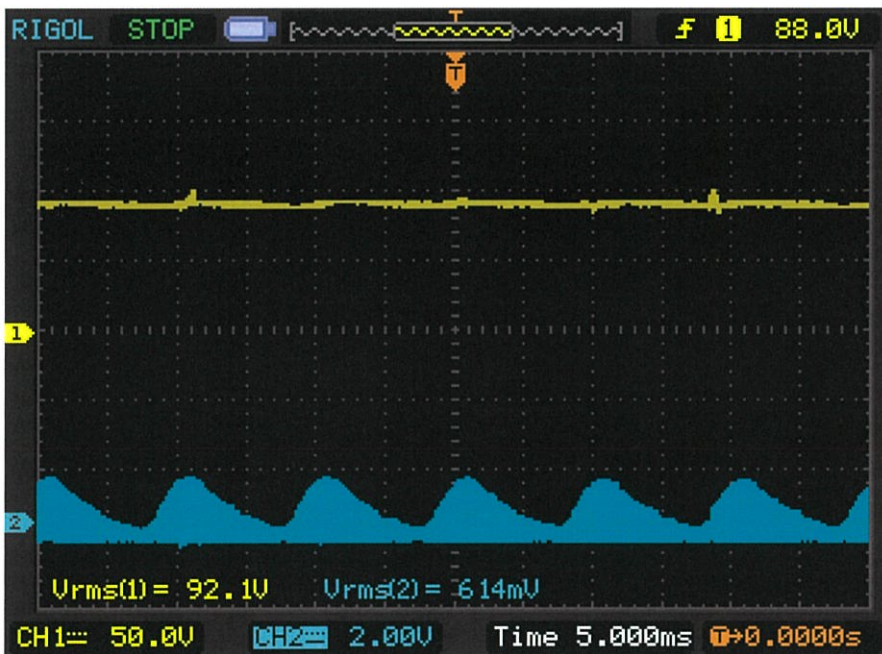 RIGOL STOP 1 88.0V
T
1
2
Vrms(1)= 92.1V Vrms(2)= 614mV
CH1 50.0V CH2 2.00V Time 5.000ms T→0.0000s